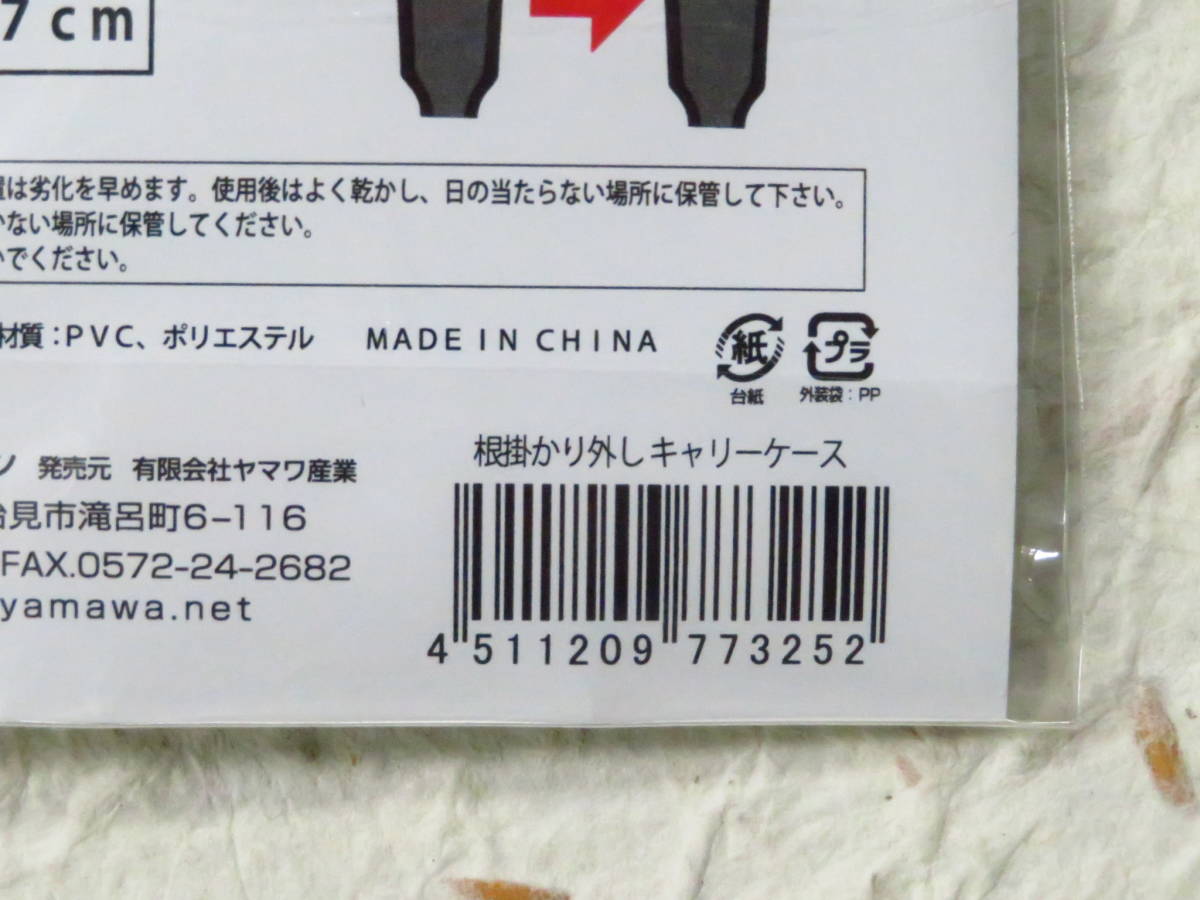 7cm
は劣化を早めます。使用後はよく乾かし、日の当たらない場所に保管して下さい。
ない場所に保管してください。
でください。
材質：PVC、ポリエステル MADE IN CHINA
紙
台紙
プラ
外装袋：PP
根掛かり外しキャリーケース
発売元 有限会社ヤマワ産業
見市滝呂町6-116
FAX.0572-24-2682
yamawa.net
4 511209 773252